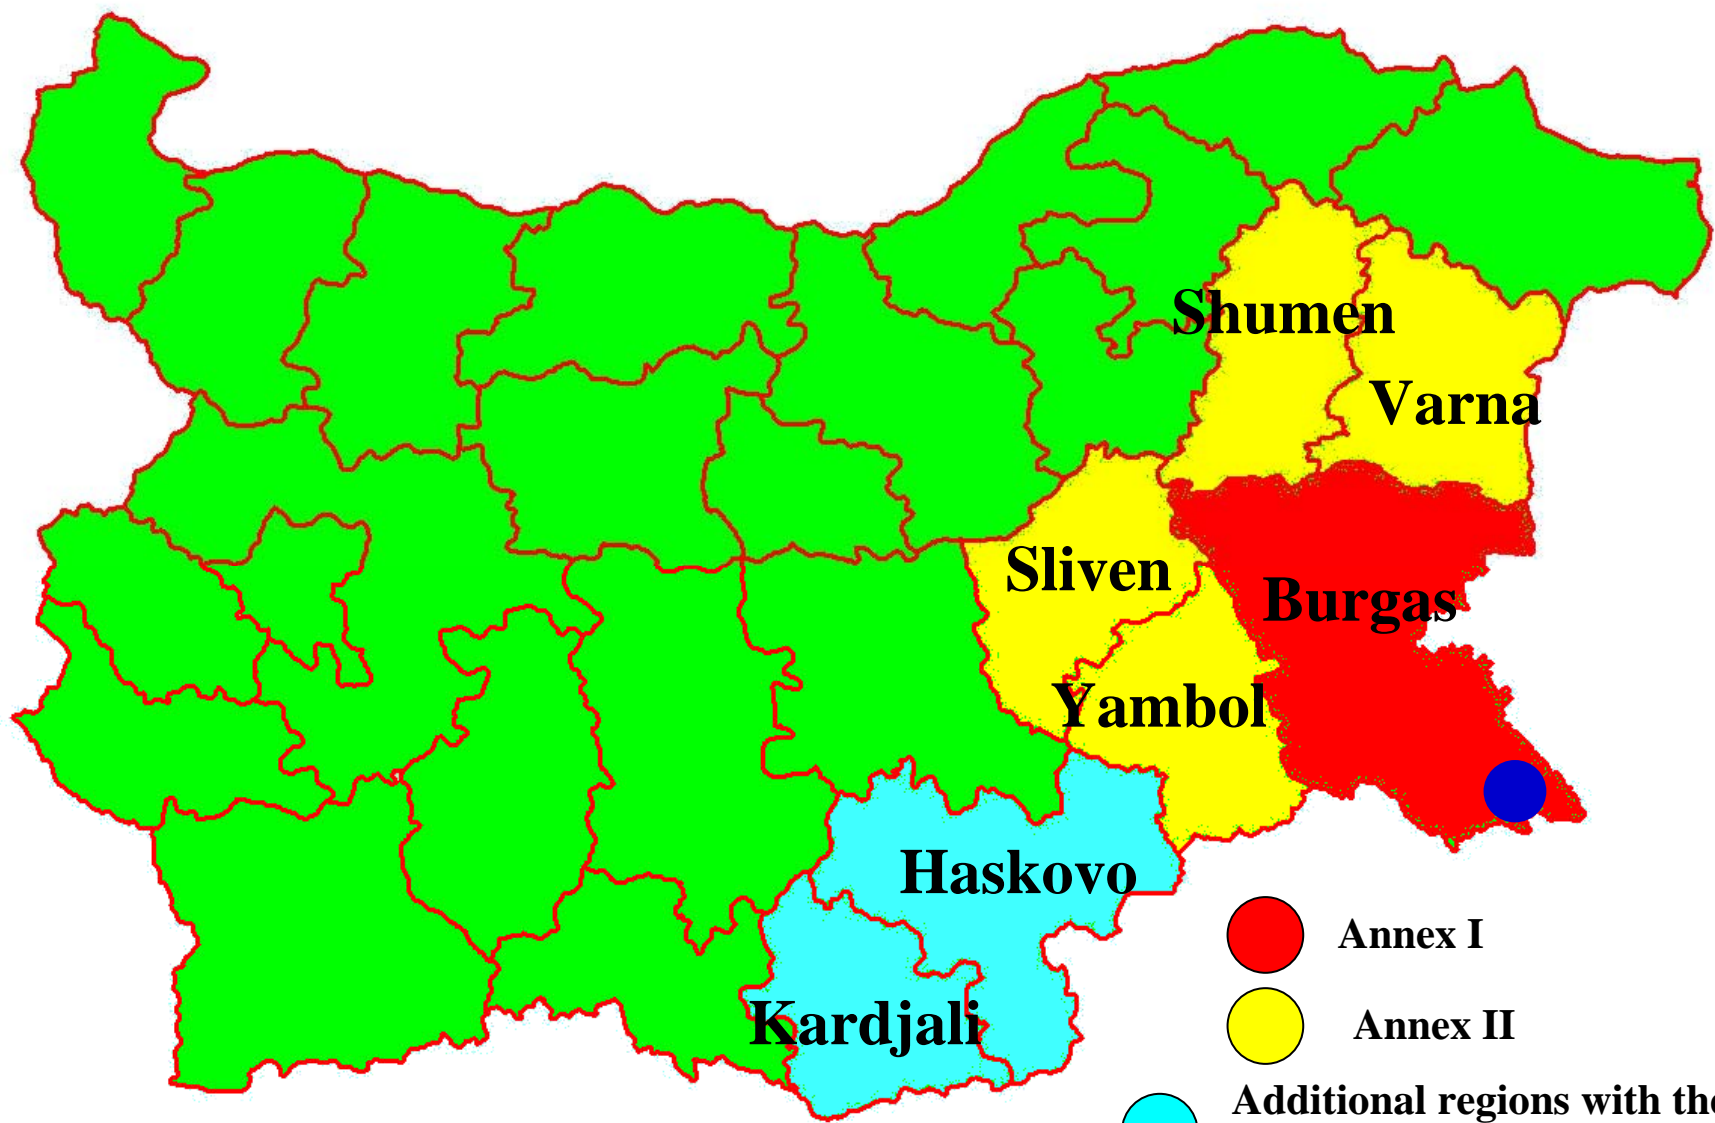 Shumen
Varna
Sliven
Burgas
Yambol
Haskovo
Kardjali
Annex I
Annex II
Additional regions with the